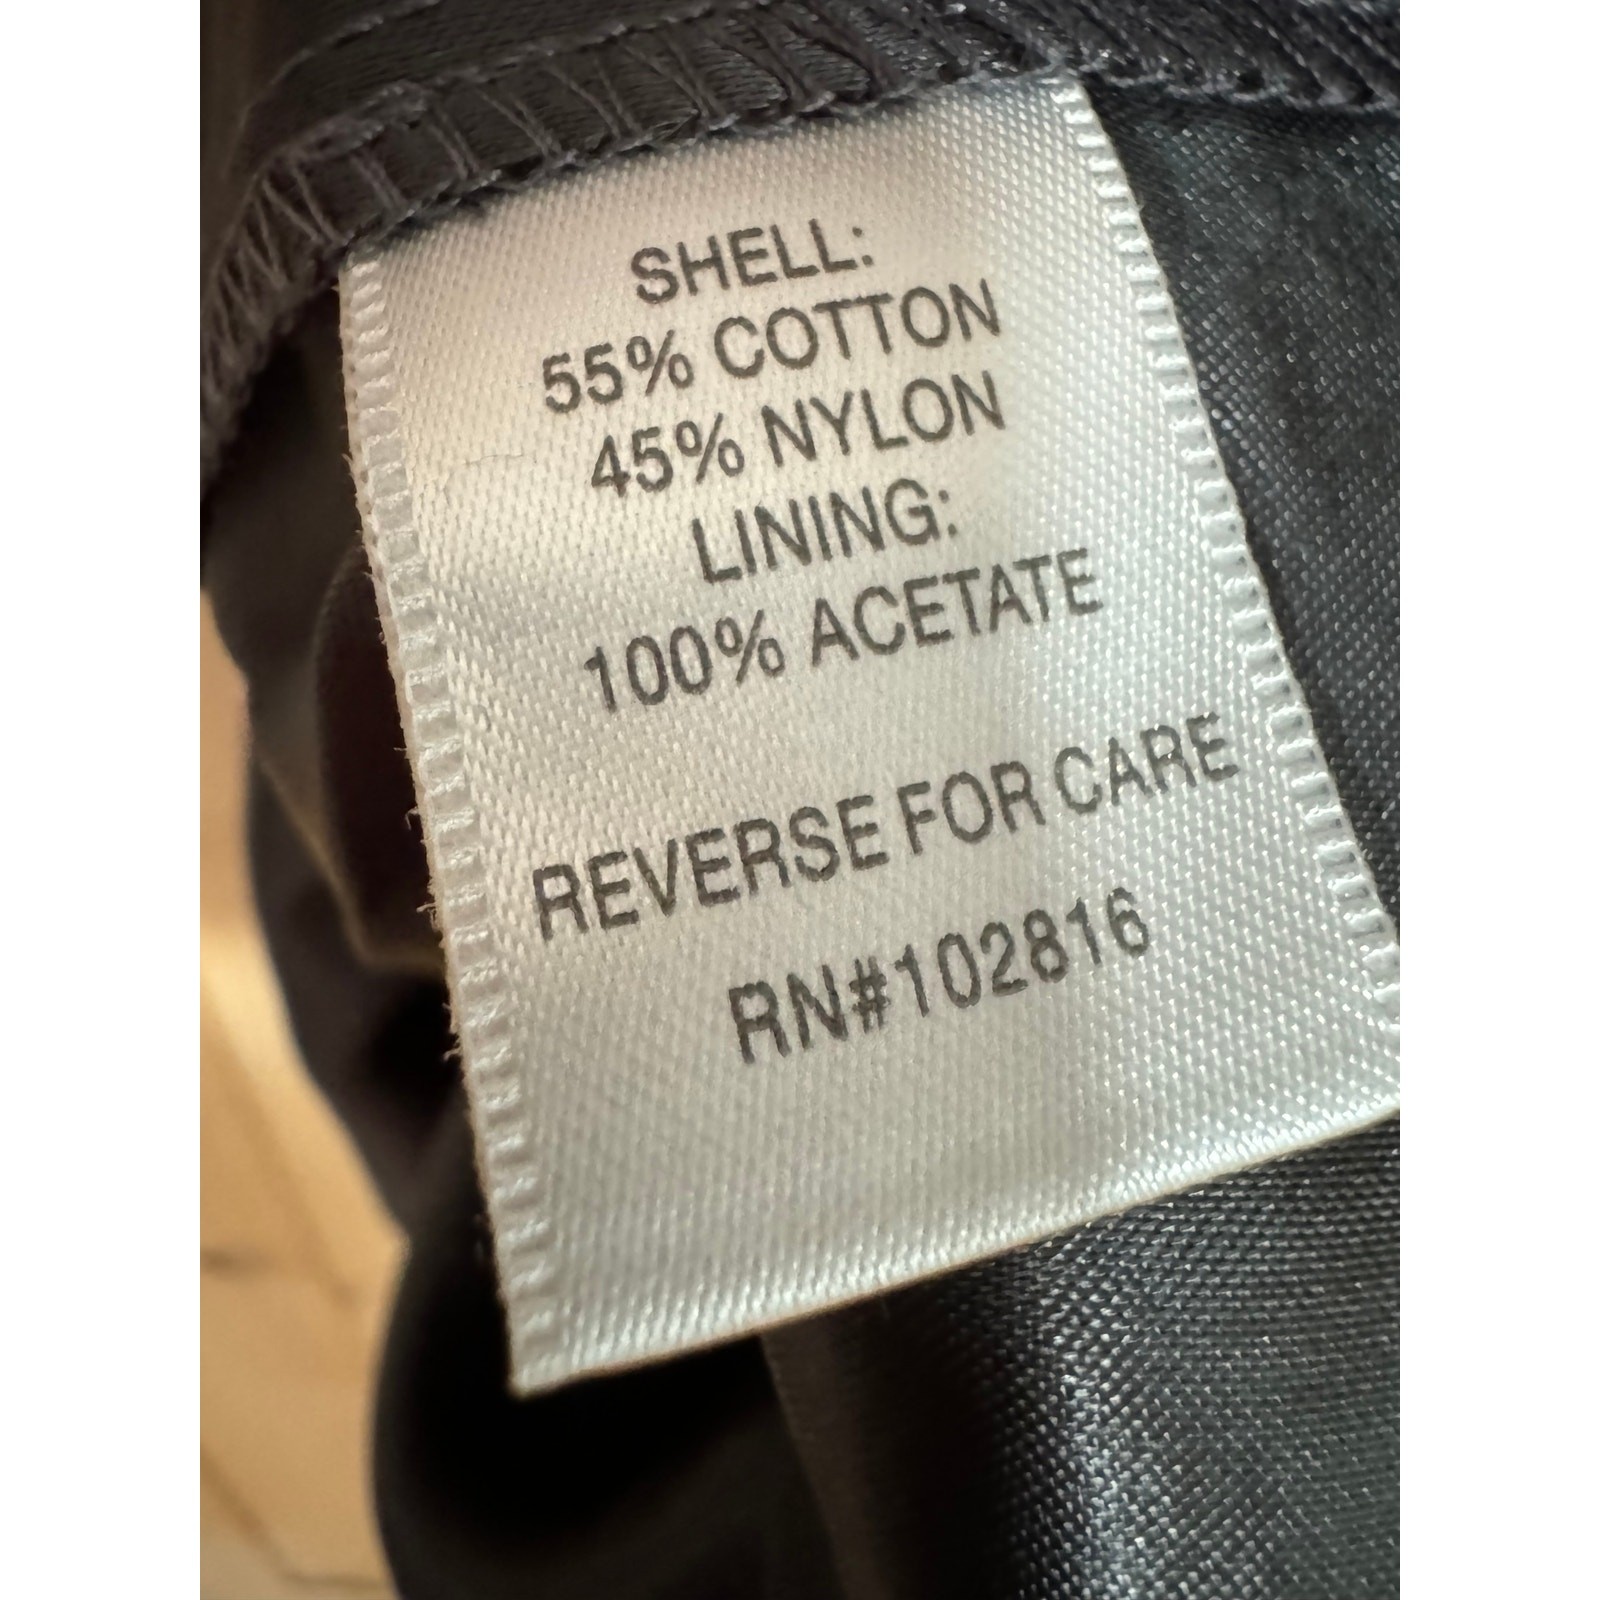 SHELL:
55% COTTON
45% NYLON
LINING:
100% ACETATE
REVERSE FOR CARE
RN#102816